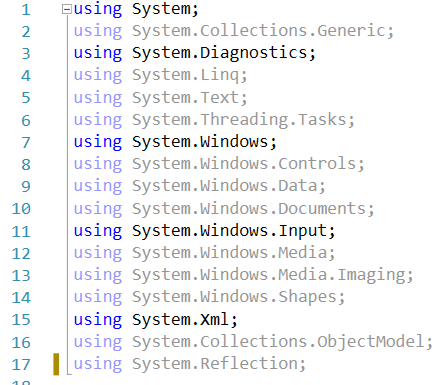 1 using System;
2 using System.Collections.Generic;
3 using System.Diagnostics;
4 using System.Linq;
5 using System.Text;
6 using System.Threading.Tasks;
7 using System.Windows;
8 using System.Windows.Controls;
9 using System.Windows.Data;
10 using System.Windows.Documents;
11 using System.Windows.Input;
12 using System.Windows.Media;
13 using System.Windows.Media.Imaging;
14 using System.Windows.Shapes;
15 using System.Xml;
16 using System.Collections.ObjectModel;
17 using System.Reflection;